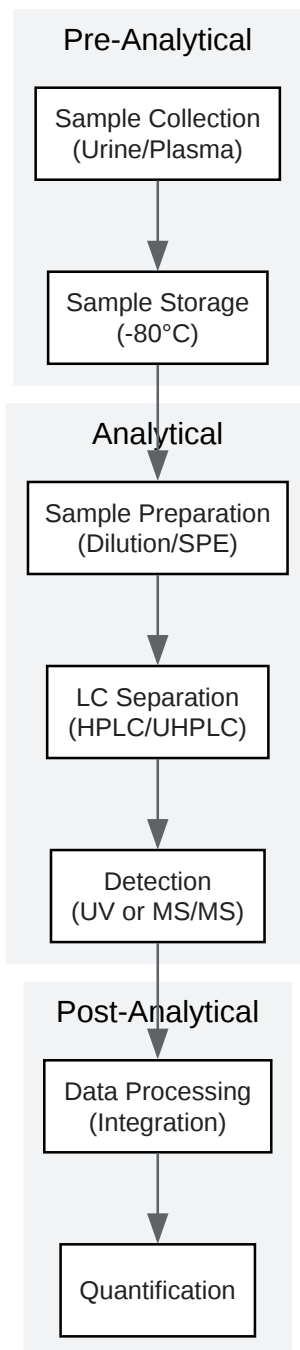 Pre-Analytical
Sample Collection
(Urine/Plasma)
Sample Storage
(-80°C)
Analytical
Sample Preparation
(Dilution/SPE)
LC Separation
(HPLC/UHPLC)
Detection
(UV or MS/MS)
Post-Analytical
Data Processing
(Integration)
Quantification